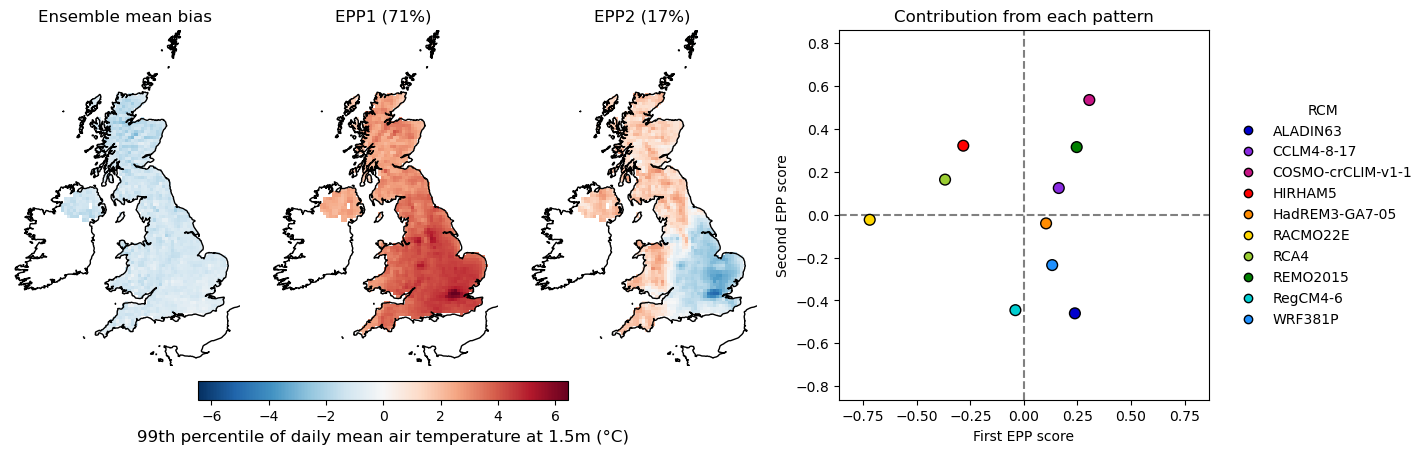 Ensemble mean bias
EPP1 (71%)
EPP2 (17%)
−6 −4 −2 0 2 4 6
99th percentile of daily mean air temperature at 1.5m (°C)
Contribution from each pattern
Second EPP score
0.8
0.6
0.4
0.2
0.0
−0.2
−0.4
−0.6
−0.8
−0.75 −0.50 −0.25 0.00 0.25 0.50 0.75
First EPP score
RCM
ALADIN63
CCLM4-8-17
COSMO-crCLIM-v1-1
HIRHAM5
HadREM3-GA7-05
RACMO22E
RCA4
REMO2015
RegCM4-6
WRF381P